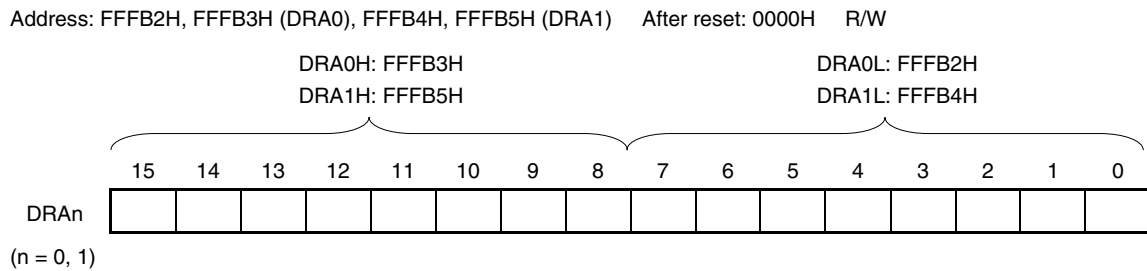 Address: FFFB2H, FFFB3H (DRA0), FFFB4H, FFFB5H (DRA1) After reset: 0000H R/W
DRA0H: FFFB3H DRA0L: FFFB2H
DRA1H: FFFB5H DRA1L: FFFB4H
15 14 13 12 11 10 9 8 7 6 5 4 3 2 1 0
DRAn
(n = 0, 1)